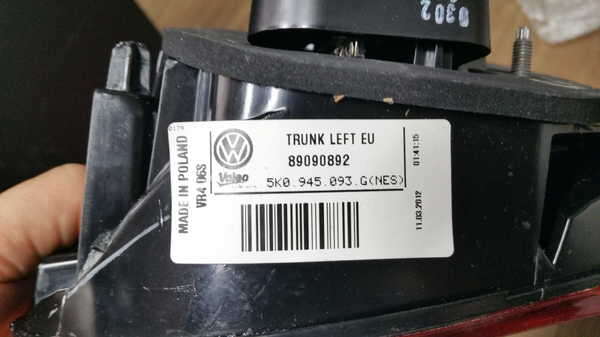 0302
0179
MADE IN POLAND
VR4 06S
Valeo
TRUNK LEFT EU
89090892
5K0.945.093.G(NES)
01:41:15
11.03.2012